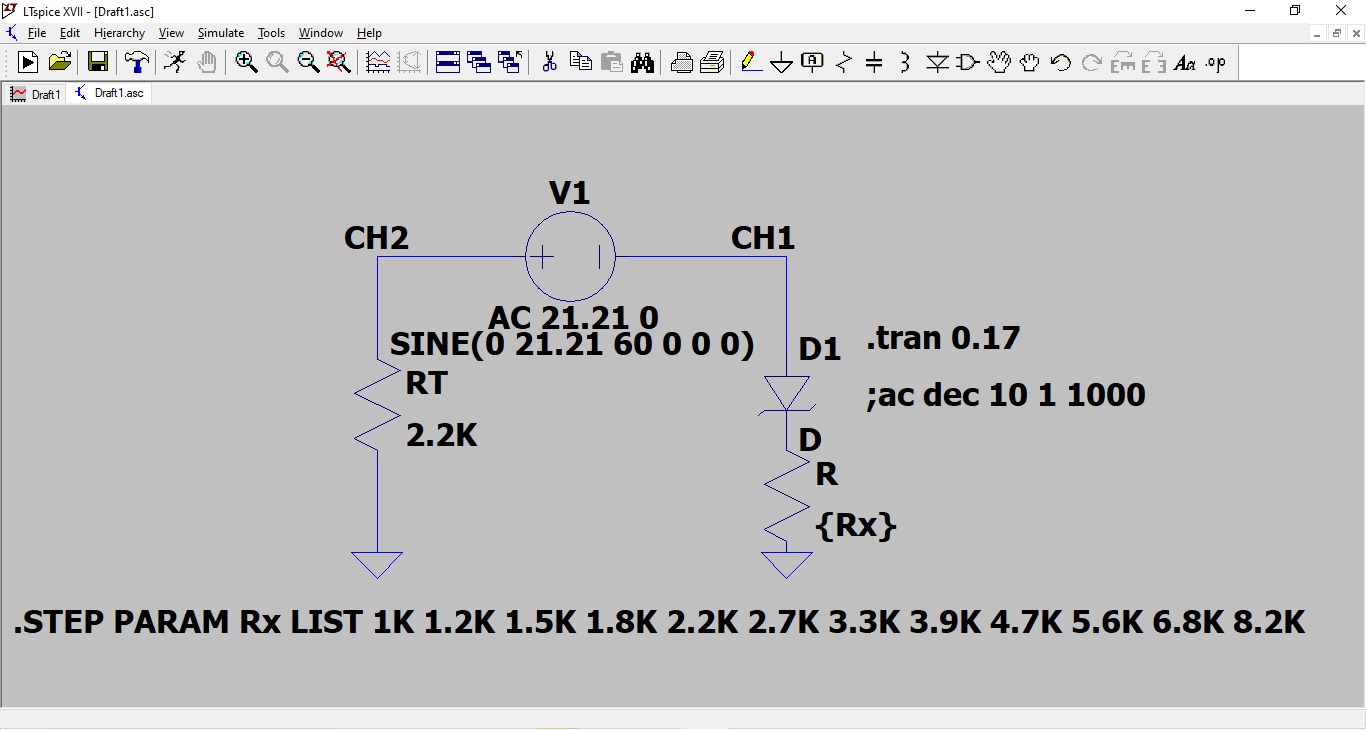 LTspice XVII - [Draft1.asc]
File Edit Hierarchy View Simulate Tools Window Help
Aa .op
Draft1 Draft1.asc
V1
CH2 CH1
AC 21.21 0
SINE(0 21.21 60 0 0 0)
D1 .tran 0.17
RT ;ac dec 10 1 1000
2.2K D
R
{Rx}
.STEP PARAM Rx LIST 1K 1.2K 1.5K 1.8K 2.2K 2.7K 3.3K 3.9K 4.7K 5.6K 6.8K 8.2K